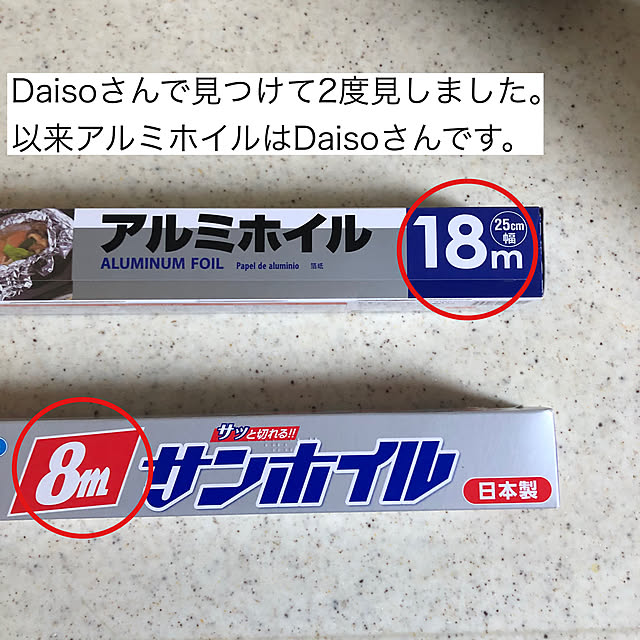 Daisoさんで見つけて2度見しました。
以来アルミホイルはDaisoさんです。
アルミホイル
ALUMINUM FOIL Papel de aluminio 箔紙
18m
25cm
幅
サッと切れる!!
8m
サンホイル
日本製